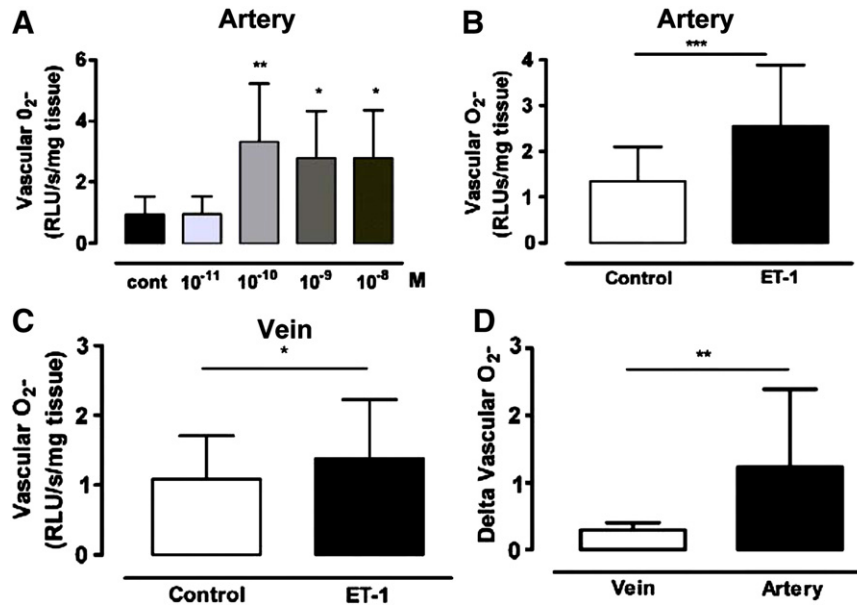 A
Artery
Vascular 0₂-
(RLU/s/mg tissue)
6
4
2
0
**
*
*
cont 10⁻¹¹ 10⁻¹⁰ 10⁻⁹ 10⁻⁸ M
B
Artery
Vascular O₂-
(RLUs/mg tissue)
4
3
2
1
0
***
Control ET-1
C
Vein
Vascular O₂-
(RLU/s/mg tissue)
3
2
1
0
*
Control ET-1
D
Delta Vascular O₂-
3
2
1
0
**
Vein Artery